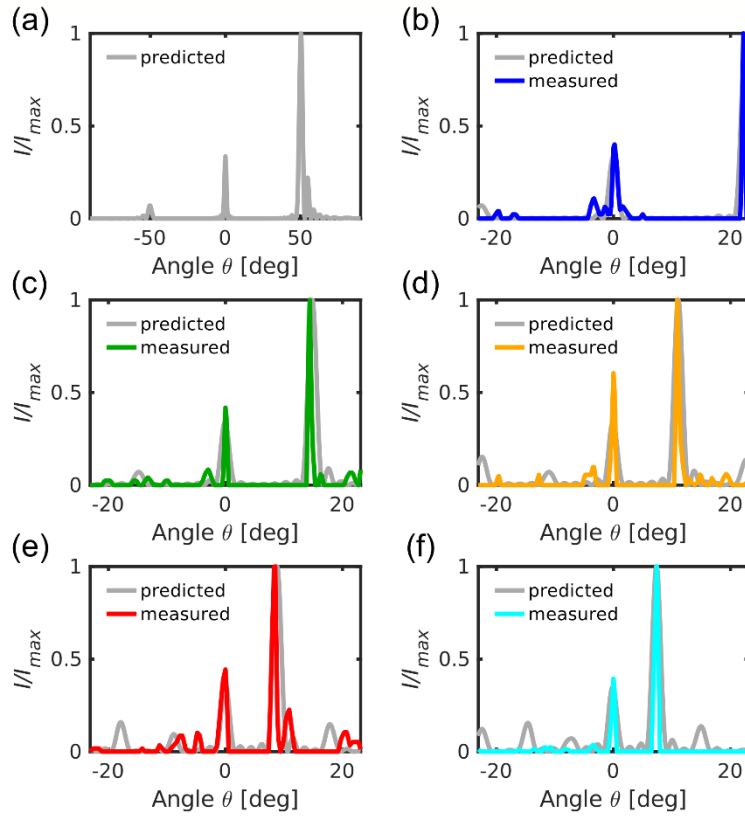 (a)
1
predicted
I/I_max
0.5
0
-50
0
50
Angle θ [deg]
(b)
1
predicted
measured
I/I_max
0.5
0
-20
0
20
Angle θ [deg]
(c)
1
predicted
measured
I/I_max
0.5
0
-20
0
20
Angle θ [deg]
(d)
1
predicted
measured
I/I_max
0.5
0
-20
0
20
Angle θ [deg]
(e)
1
predicted
measured
I/I_max
0.5
0
-20
0
20
Angle θ [deg]
(f)
1
predicted
measured
I/I_max
0.5
0
-20
0
20
Angle θ [deg]